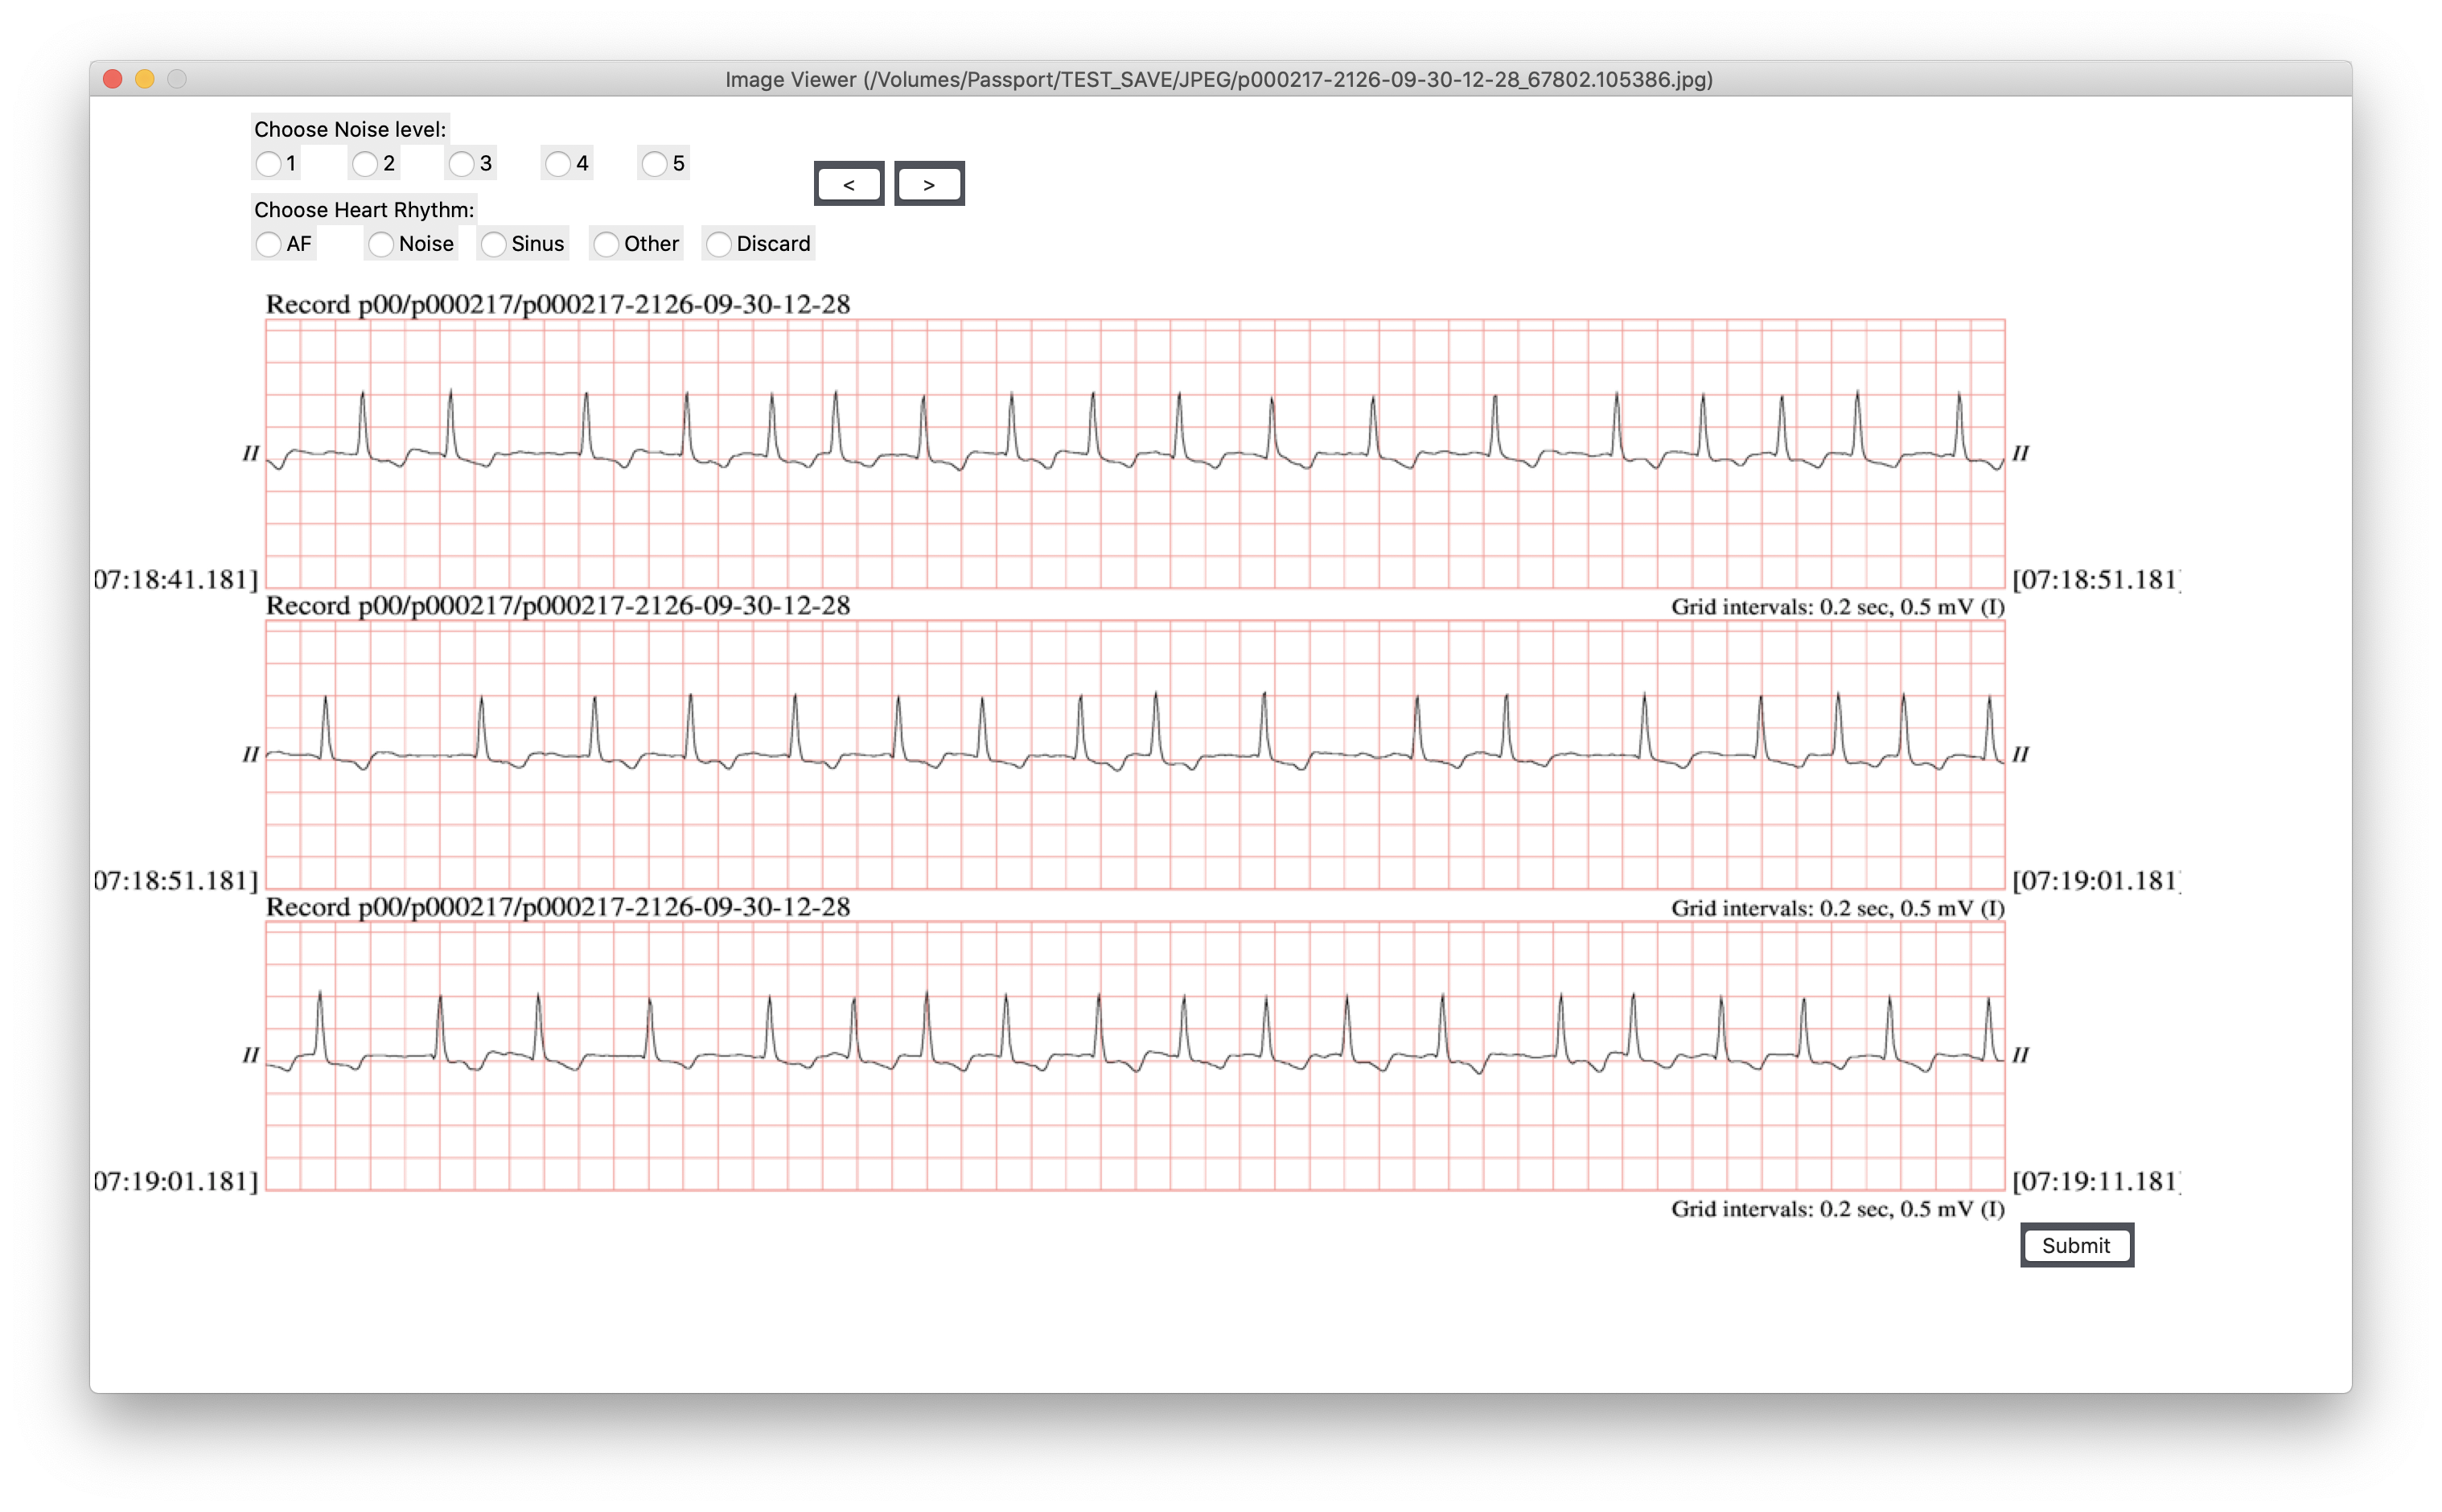 Image Viewer (/Volumes/Passport/TEST_SAVE/JPEG/p000217-2126-09-30-12-28_67802.105386.jpg)
Choose Noise level:
1 2 3 4 5
< >
Choose Heart Rhythm:
AF Noise Sinus Other Discard
Record p00/p000217/p000217-2126-09-30-12-28
II II
07:18:41.181] [07:18:51.181]
Record p00/p000217/p000217-2126-09-30-12-28 Grid intervals: 0.2 sec, 0.5 mV (I)
II II
07:18:51.181] [07:19:01.181]
Record p00/p000217/p000217-2126-09-30-12-28 Grid intervals: 0.2 sec, 0.5 mV (I)
II II
07:19:01.181] [07:19:11.181]
Grid intervals: 0.2 sec, 0.5 mV (I)
Submit